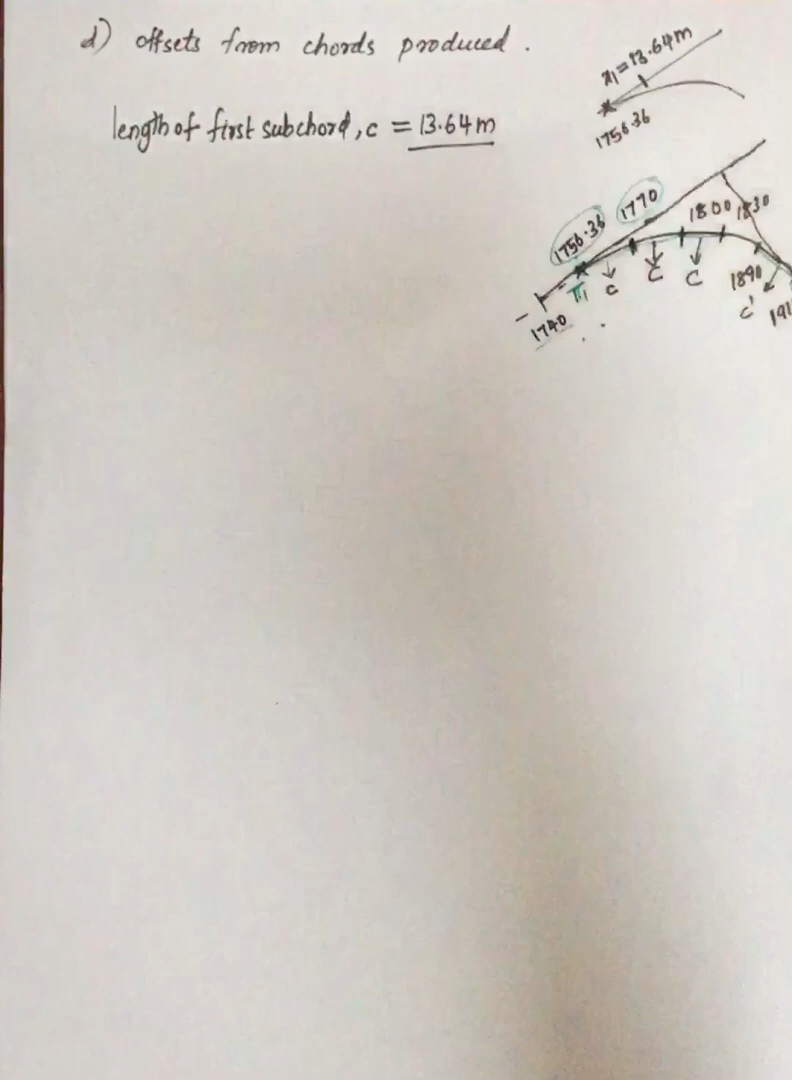 d) offsets from chords produced.
x1=13.64m
1756.36
length of first subchord, c = 13.64m
1756.36
1770
1800
1830
T1
c
C
C
1890
c'
1740
191